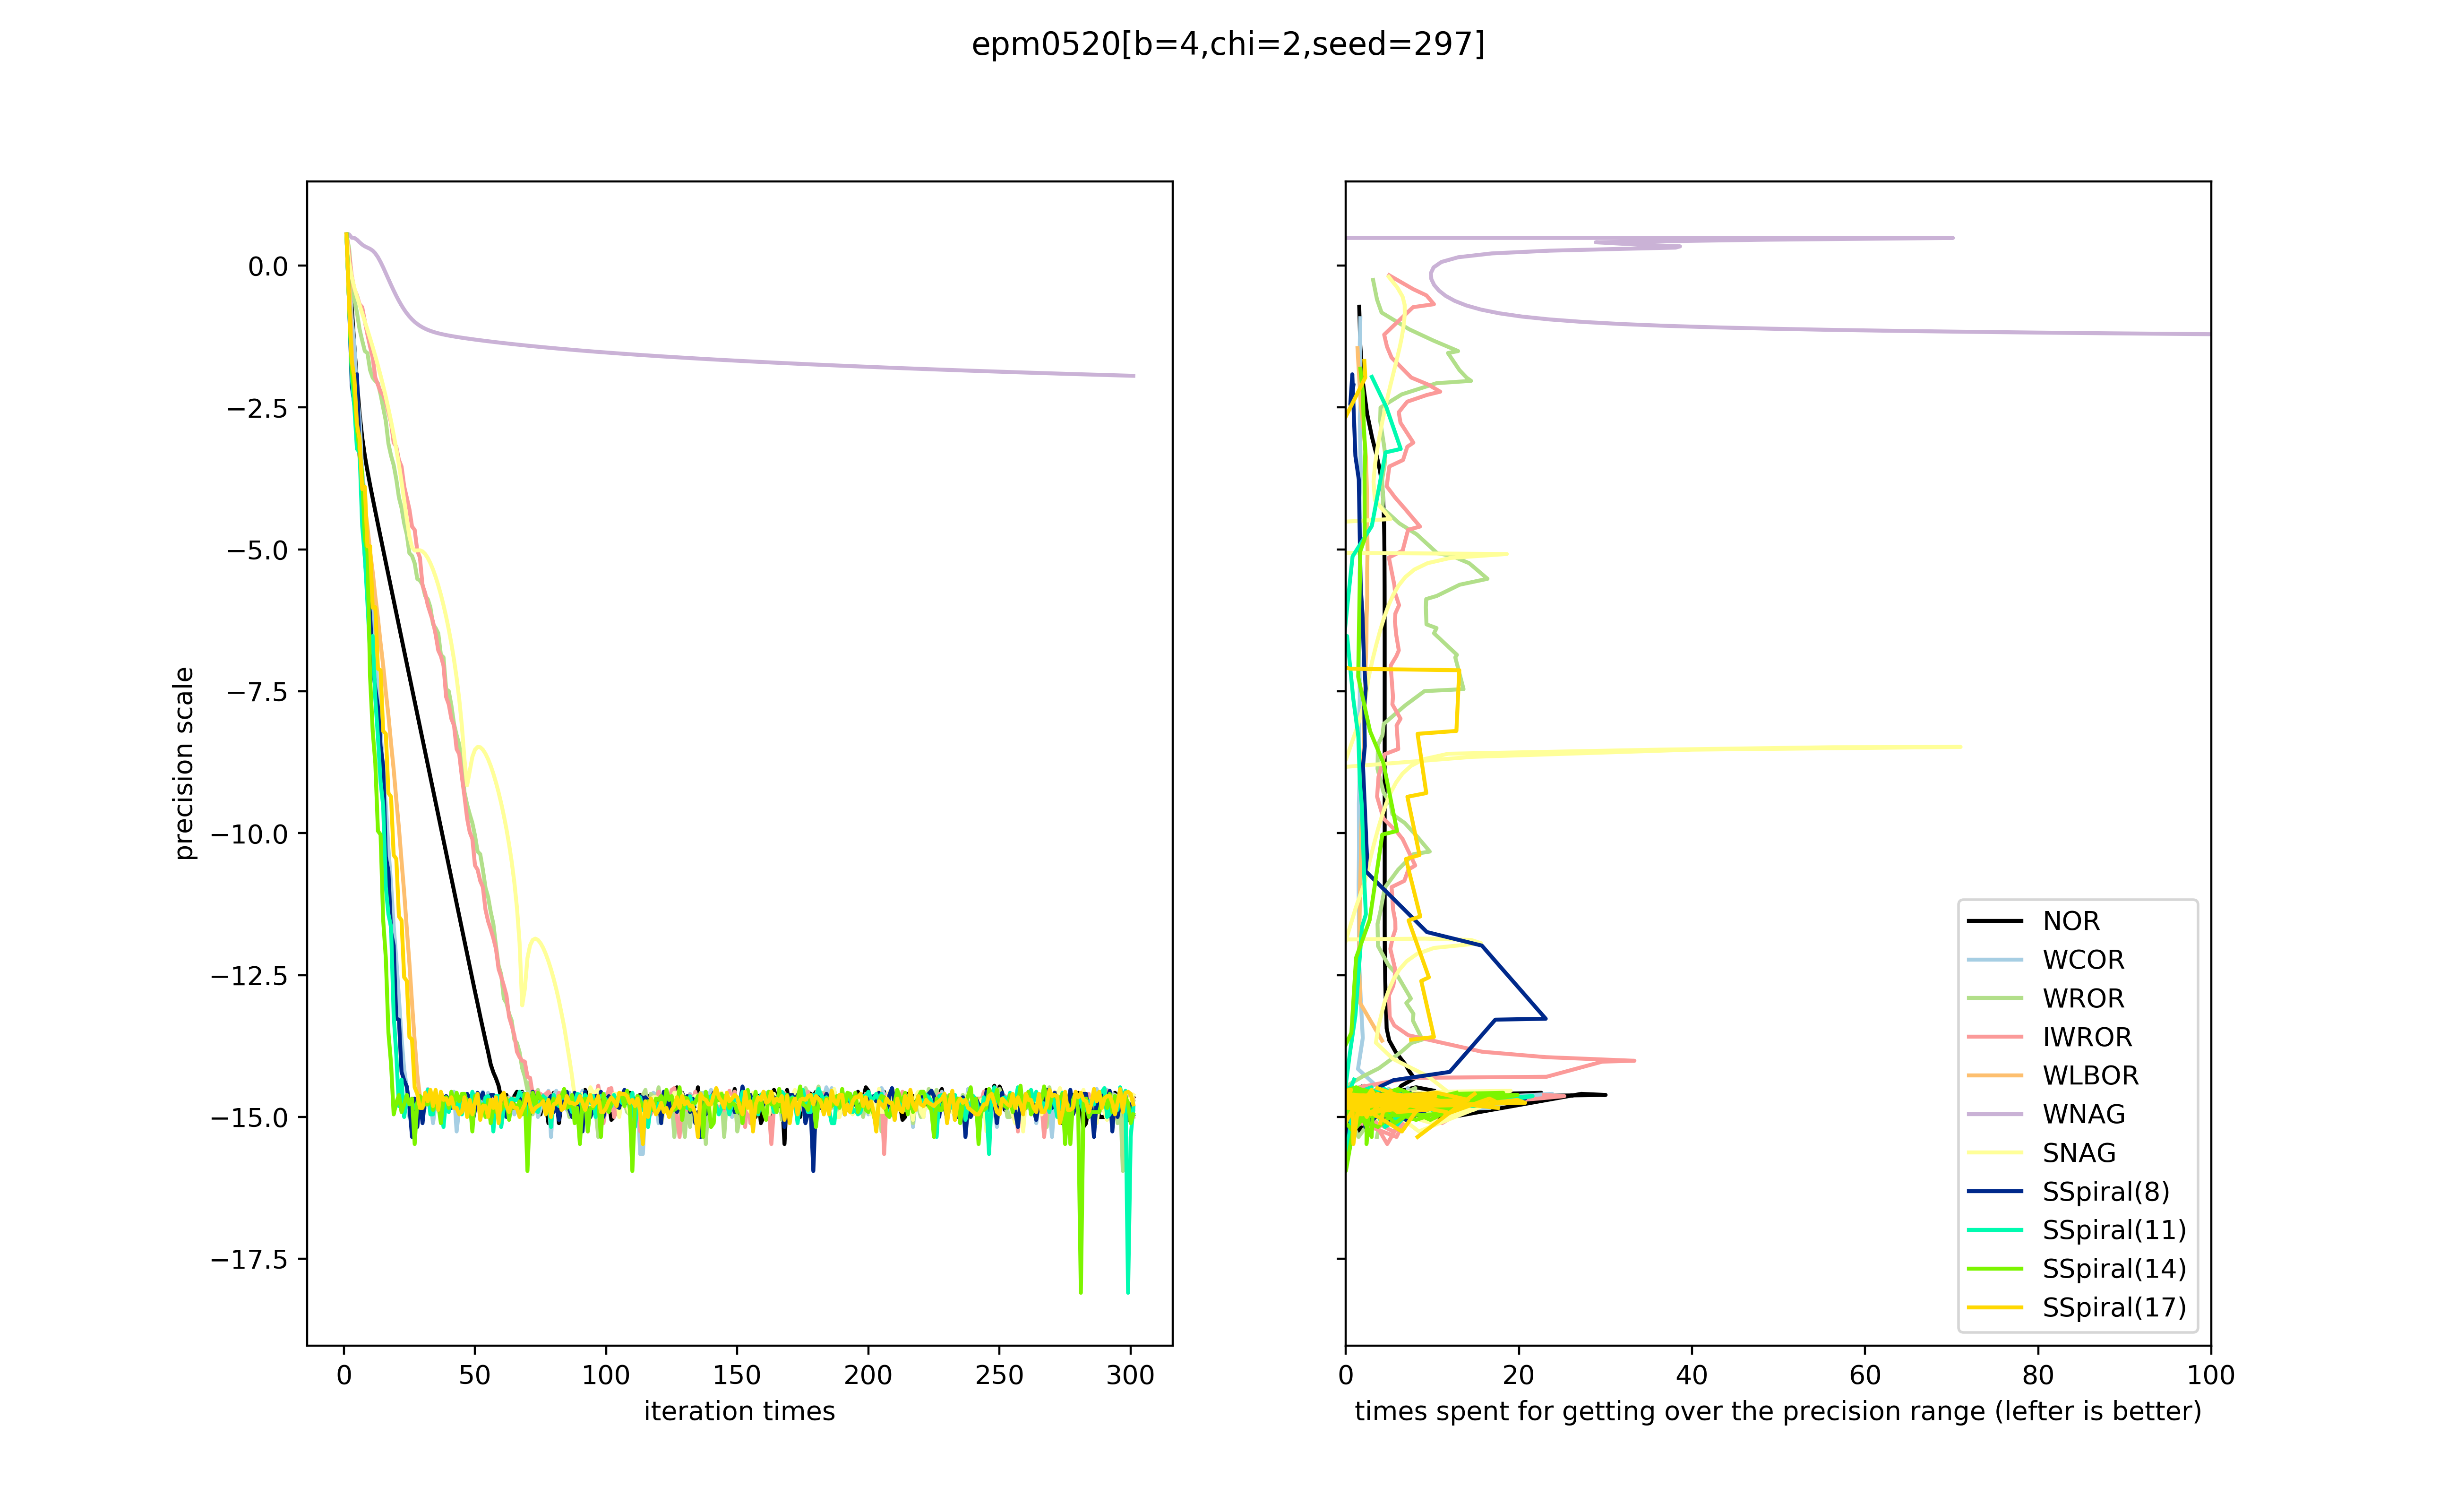 epm0520[b=4,chi=2,seed=297]
precision scale
0.0
−2.5
−5.0
−7.5
−10.0
−12.5
−15.0
−17.5
0 50 100 150 200 250 300
iteration times
0 20 40 60 80 100
times spent for getting over the precision range (lefter is better)
NOR
WCOR
WROR
IWROR
WLBOR
WNAG
SNAG
SSpiral(8)
SSpiral(11)
SSpiral(14)
SSpiral(17)